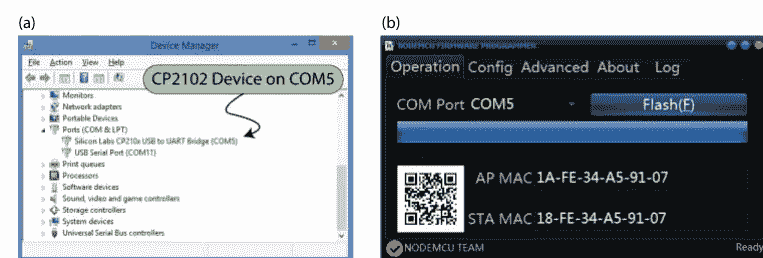 (a)
Device Manager
File Action View Help
CP2102 Device on COM5
Monitors
Network adapters
Portable Devices
Ports (COM & LPT)
Silicon Labs CP210x USB to UART Bridge (COM5)
USB Serial Port (COM11)
Print queues
Processors
Software devices
Sound, video and game controllers
Storage controllers
System devices
Universal Serial Bus controllers
(b)
NODEMCU FIRMWARE PROGRAMMER
Operation Config Advanced About Log
COM Port COM5 Flash(F)
AP MAC 1A-FE-34-A5-91-07
STA MAC 18-FE-34-A5-91-07
NODEMCU TEAM Ready